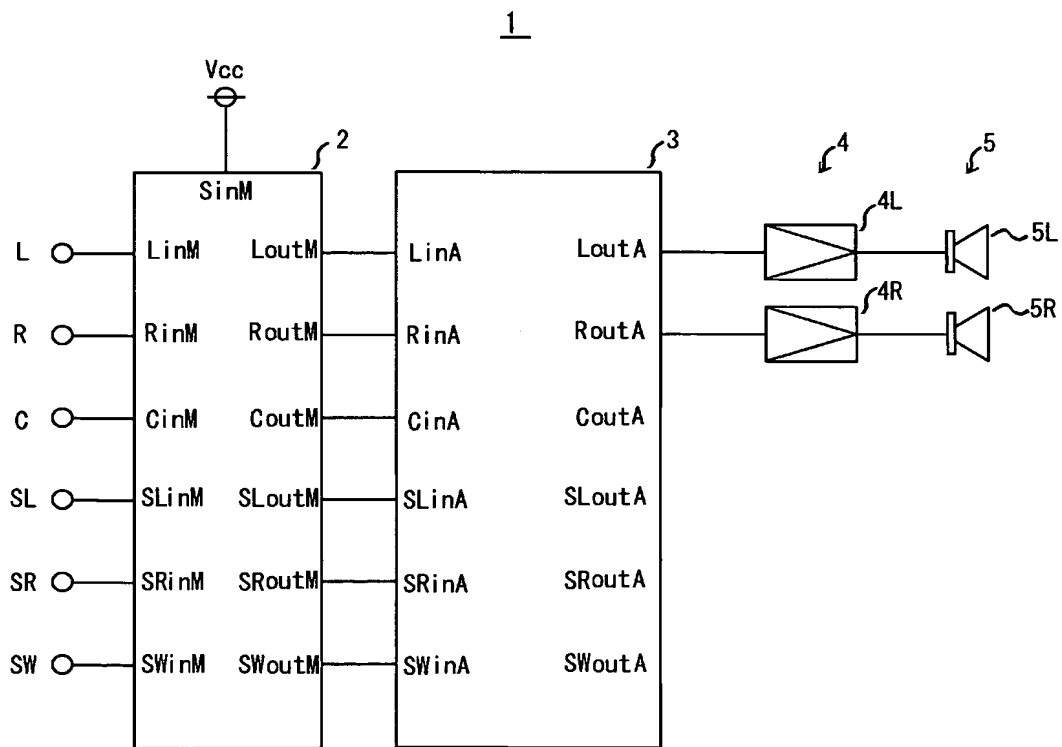 1
Vcc
2
3
4
5
SinM
4L
5L
L
LinM
LoutM
LinA
LoutA
4R
5R
R
RinM
RoutM
RinA
RoutA
C
CinM
CoutM
CinA
CoutA
SL
SLinM
SLoutM
SLinA
SLoutA
SR
SRinM
SRoutM
SRinA
SRoutA
SW
SWinM
SWoutM
SWinA
SWoutA